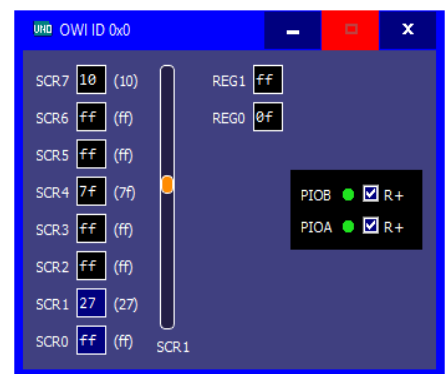 UNO OWI ID 0x0 x
SCR7 10 (10) REG1 ff
SCR6 ff (ff) REG0 0f
SCR5 ff (ff)
SCR4 7f (7f) PIOB R+
SCR3 ff (ff) PIOA R+
SCR2 ff (ff)
SCR1 27 (27)
SCR0 ff (ff) SCR1